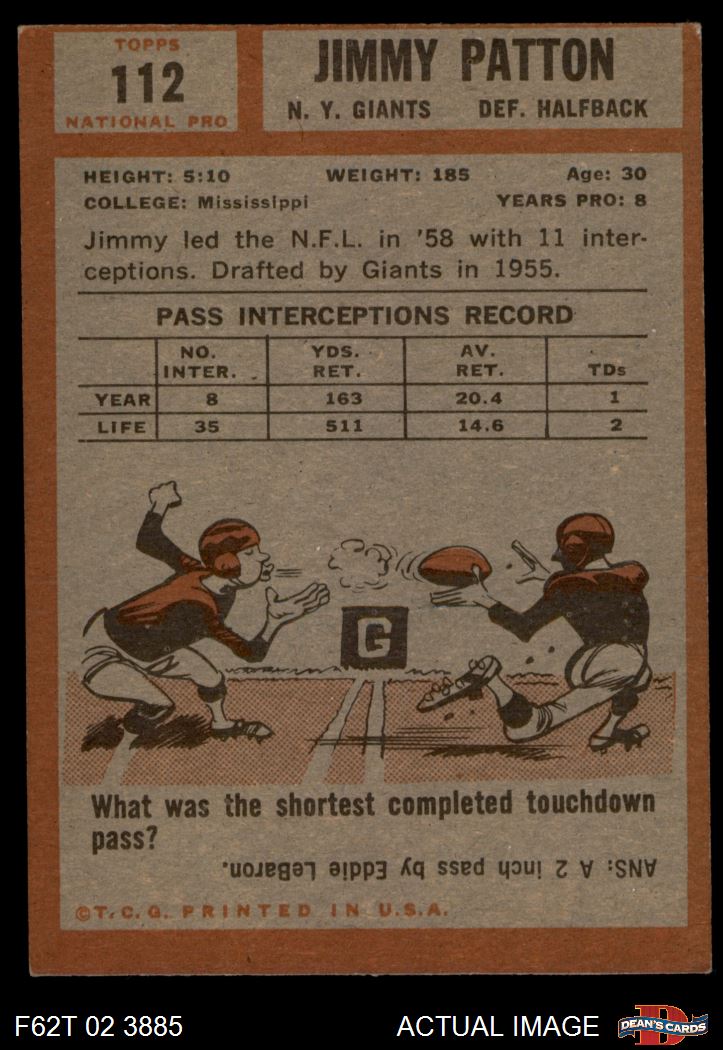 TOPPS
112
NATIONAL PRO
JIMMY PATTON
N. Y. GIANTS DEF. HALFBACK
HEIGHT: 5:10 WEIGHT: 185 Age: 30
COLLEGE: Mississippi YEARS PRO: 8
Jimmy led the N.F.L. in '58 with 11 inter-
ceptions. Drafted by Giants in 1955.
PASS INTERCEPTIONS RECORD
NO. INTER. YDS. RET. AV. RET. TDs
YEAR 8 163 20.4 1
LIFE 35 511 14.6 2
G
What was the shortest completed touchdown
pass?
ANS: A 2 inch pass by Eddie LeBaron.
©T.C.G. PRINTED IN U.S.A.
F62T 02 3885 ACTUAL IMAGE
DEAN'S CARDS